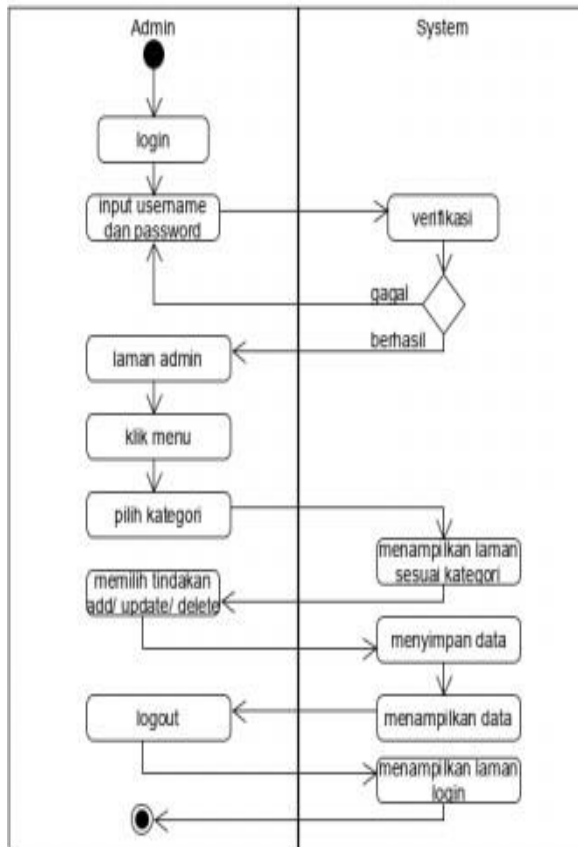 Admin
System
login
input username
dan password
verifikasi
gagal
berhasil
laman admin
klik menu
pilih kategori
menampilkan laman
sesuai kategori
memilih tindakan
add/ update/ delete
menyimpan data
menampilkan data
logout
menampilkan laman
login